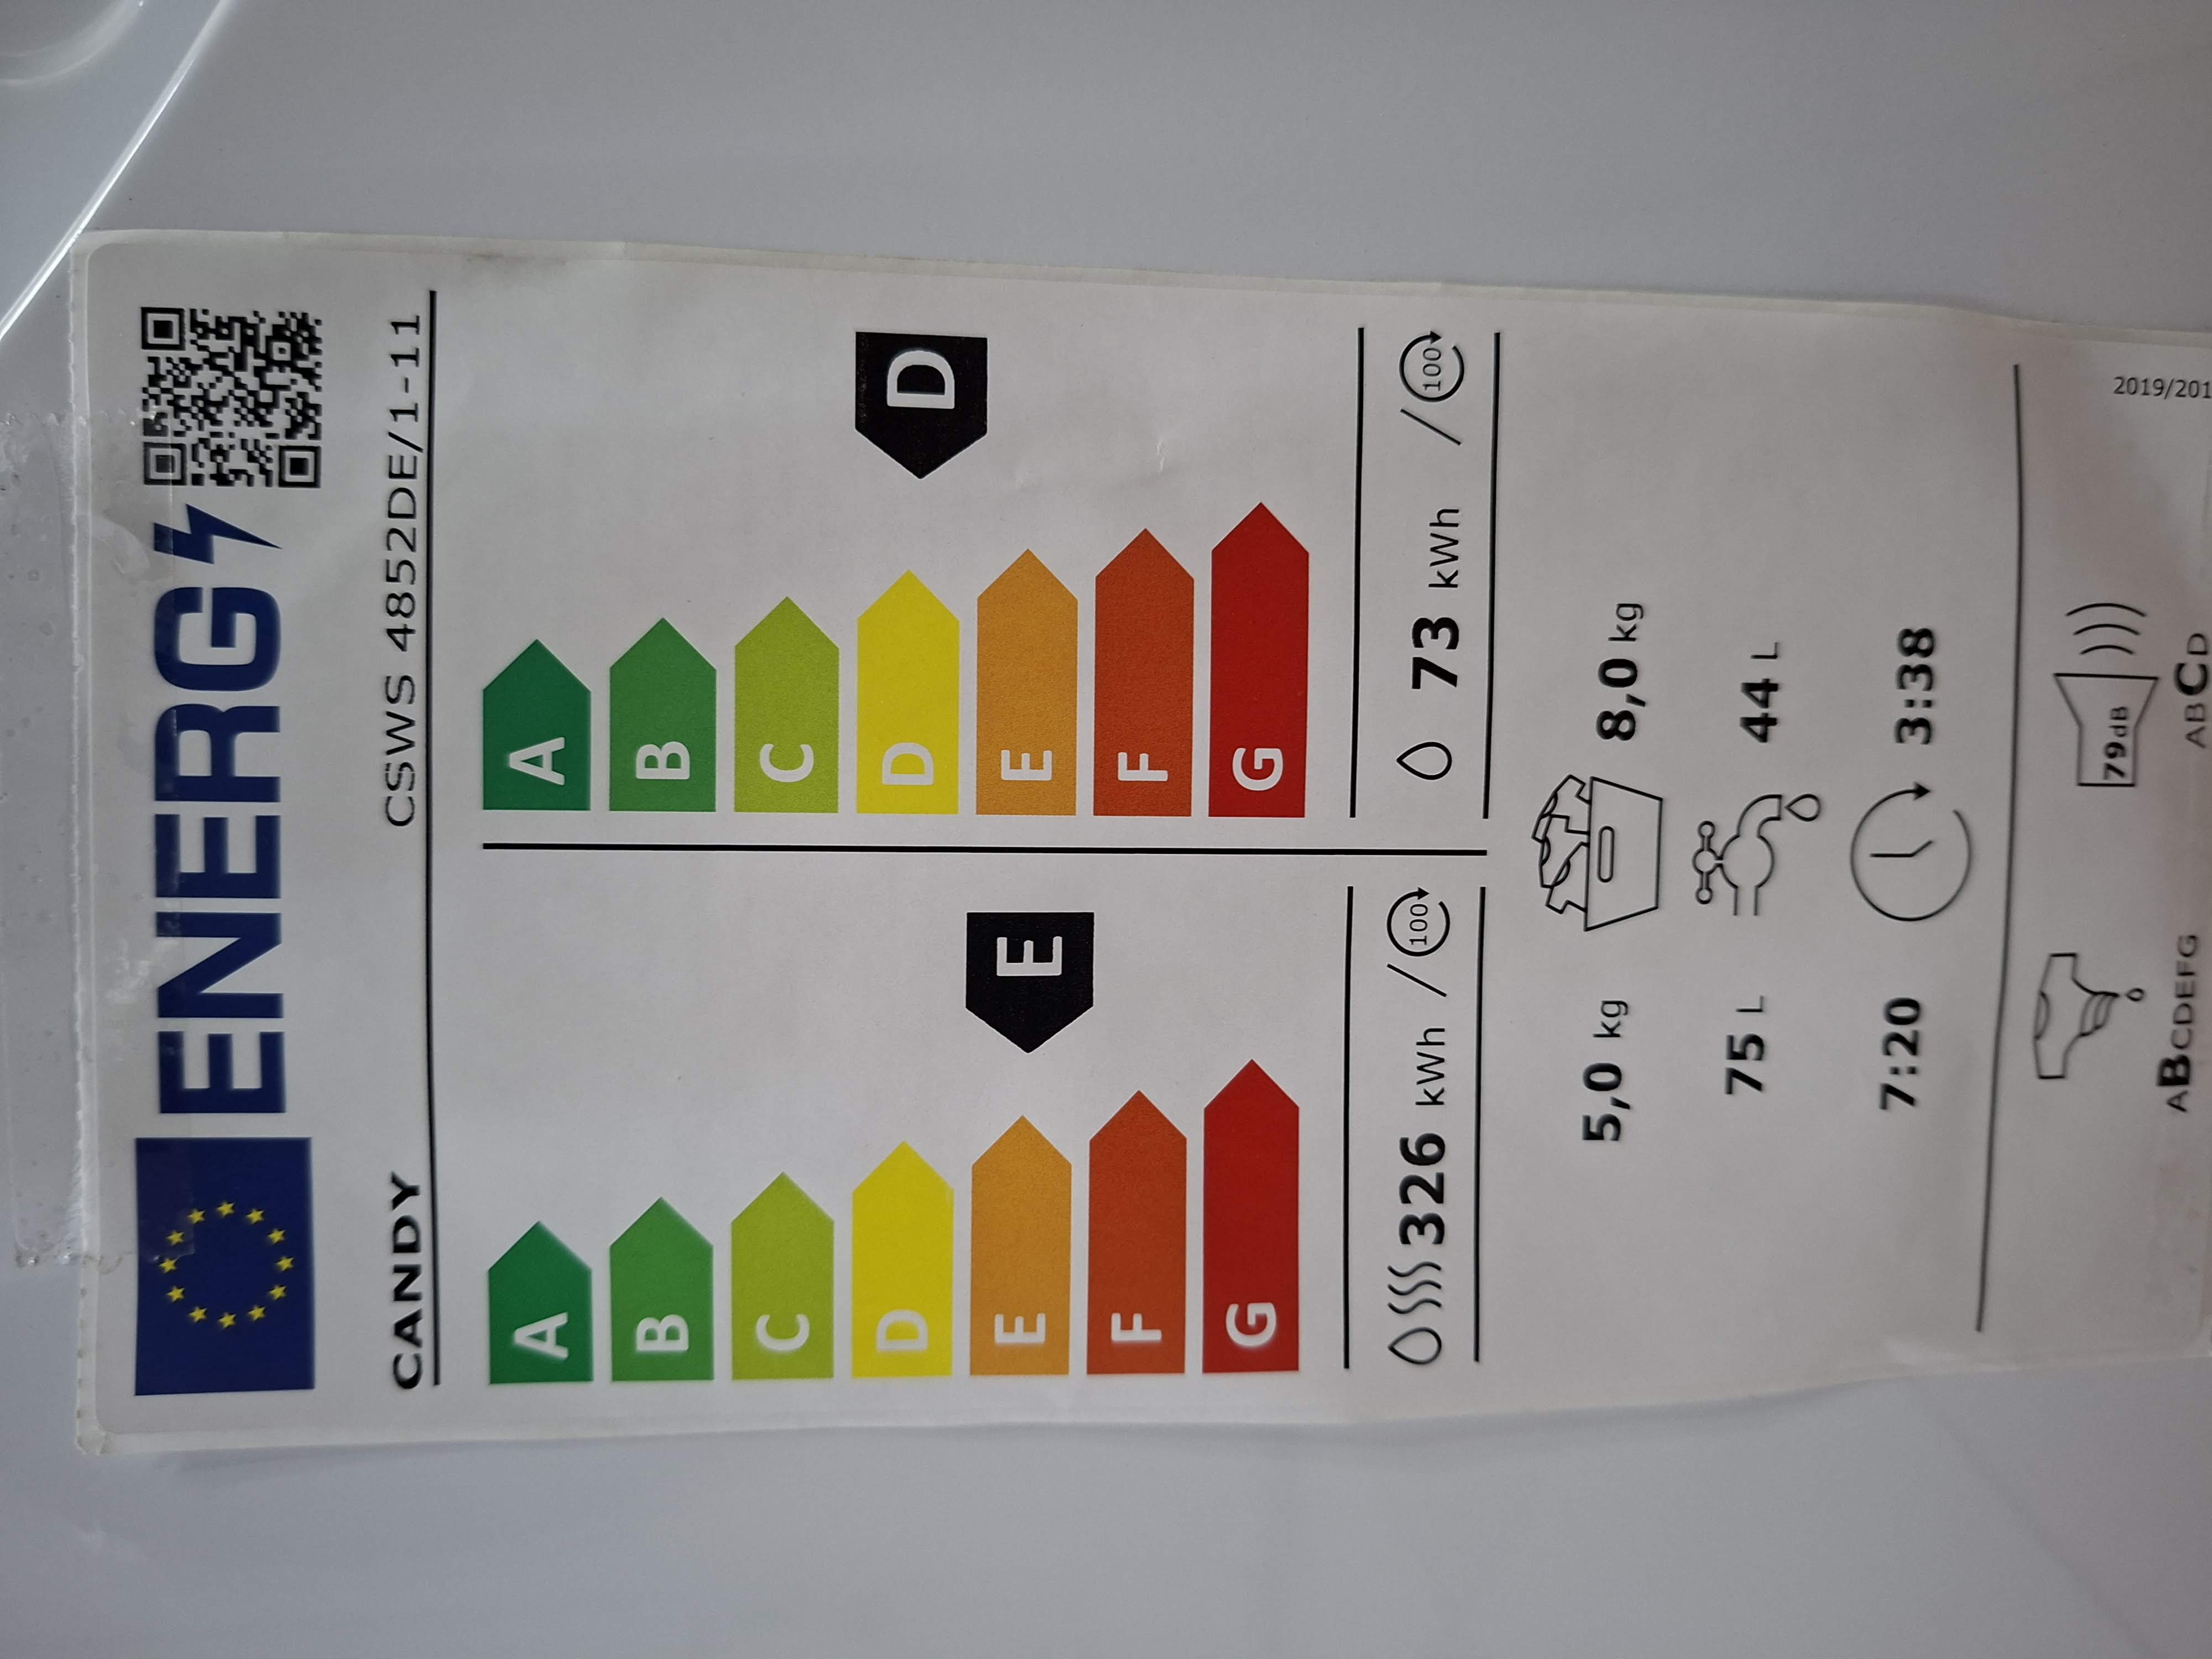 ENERG
CANDY CSWS 4852DE/1-11
A A
B B
C C
D D D
E E E
F F
G G
326 kWh / 100 73 kWh / 100
5,0 kg 8,0 kg
75 L 44 L
7:20 3:38
79dB
ABCDEFG ABCD
2019/201